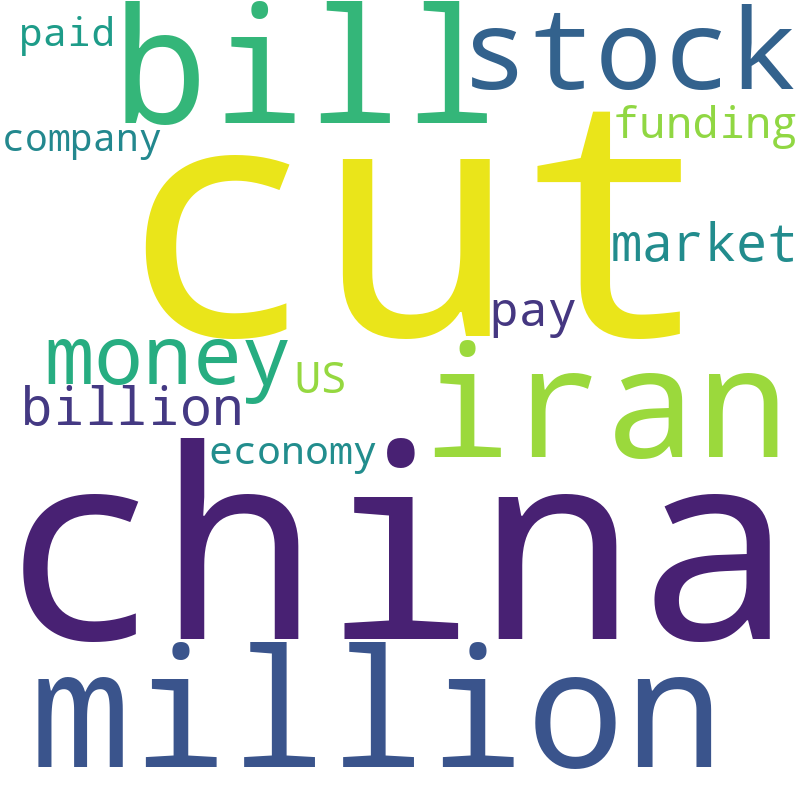 paid
bill
stock
company
funding
cut
market
pay
money
US
iran
billion
economy
china
million